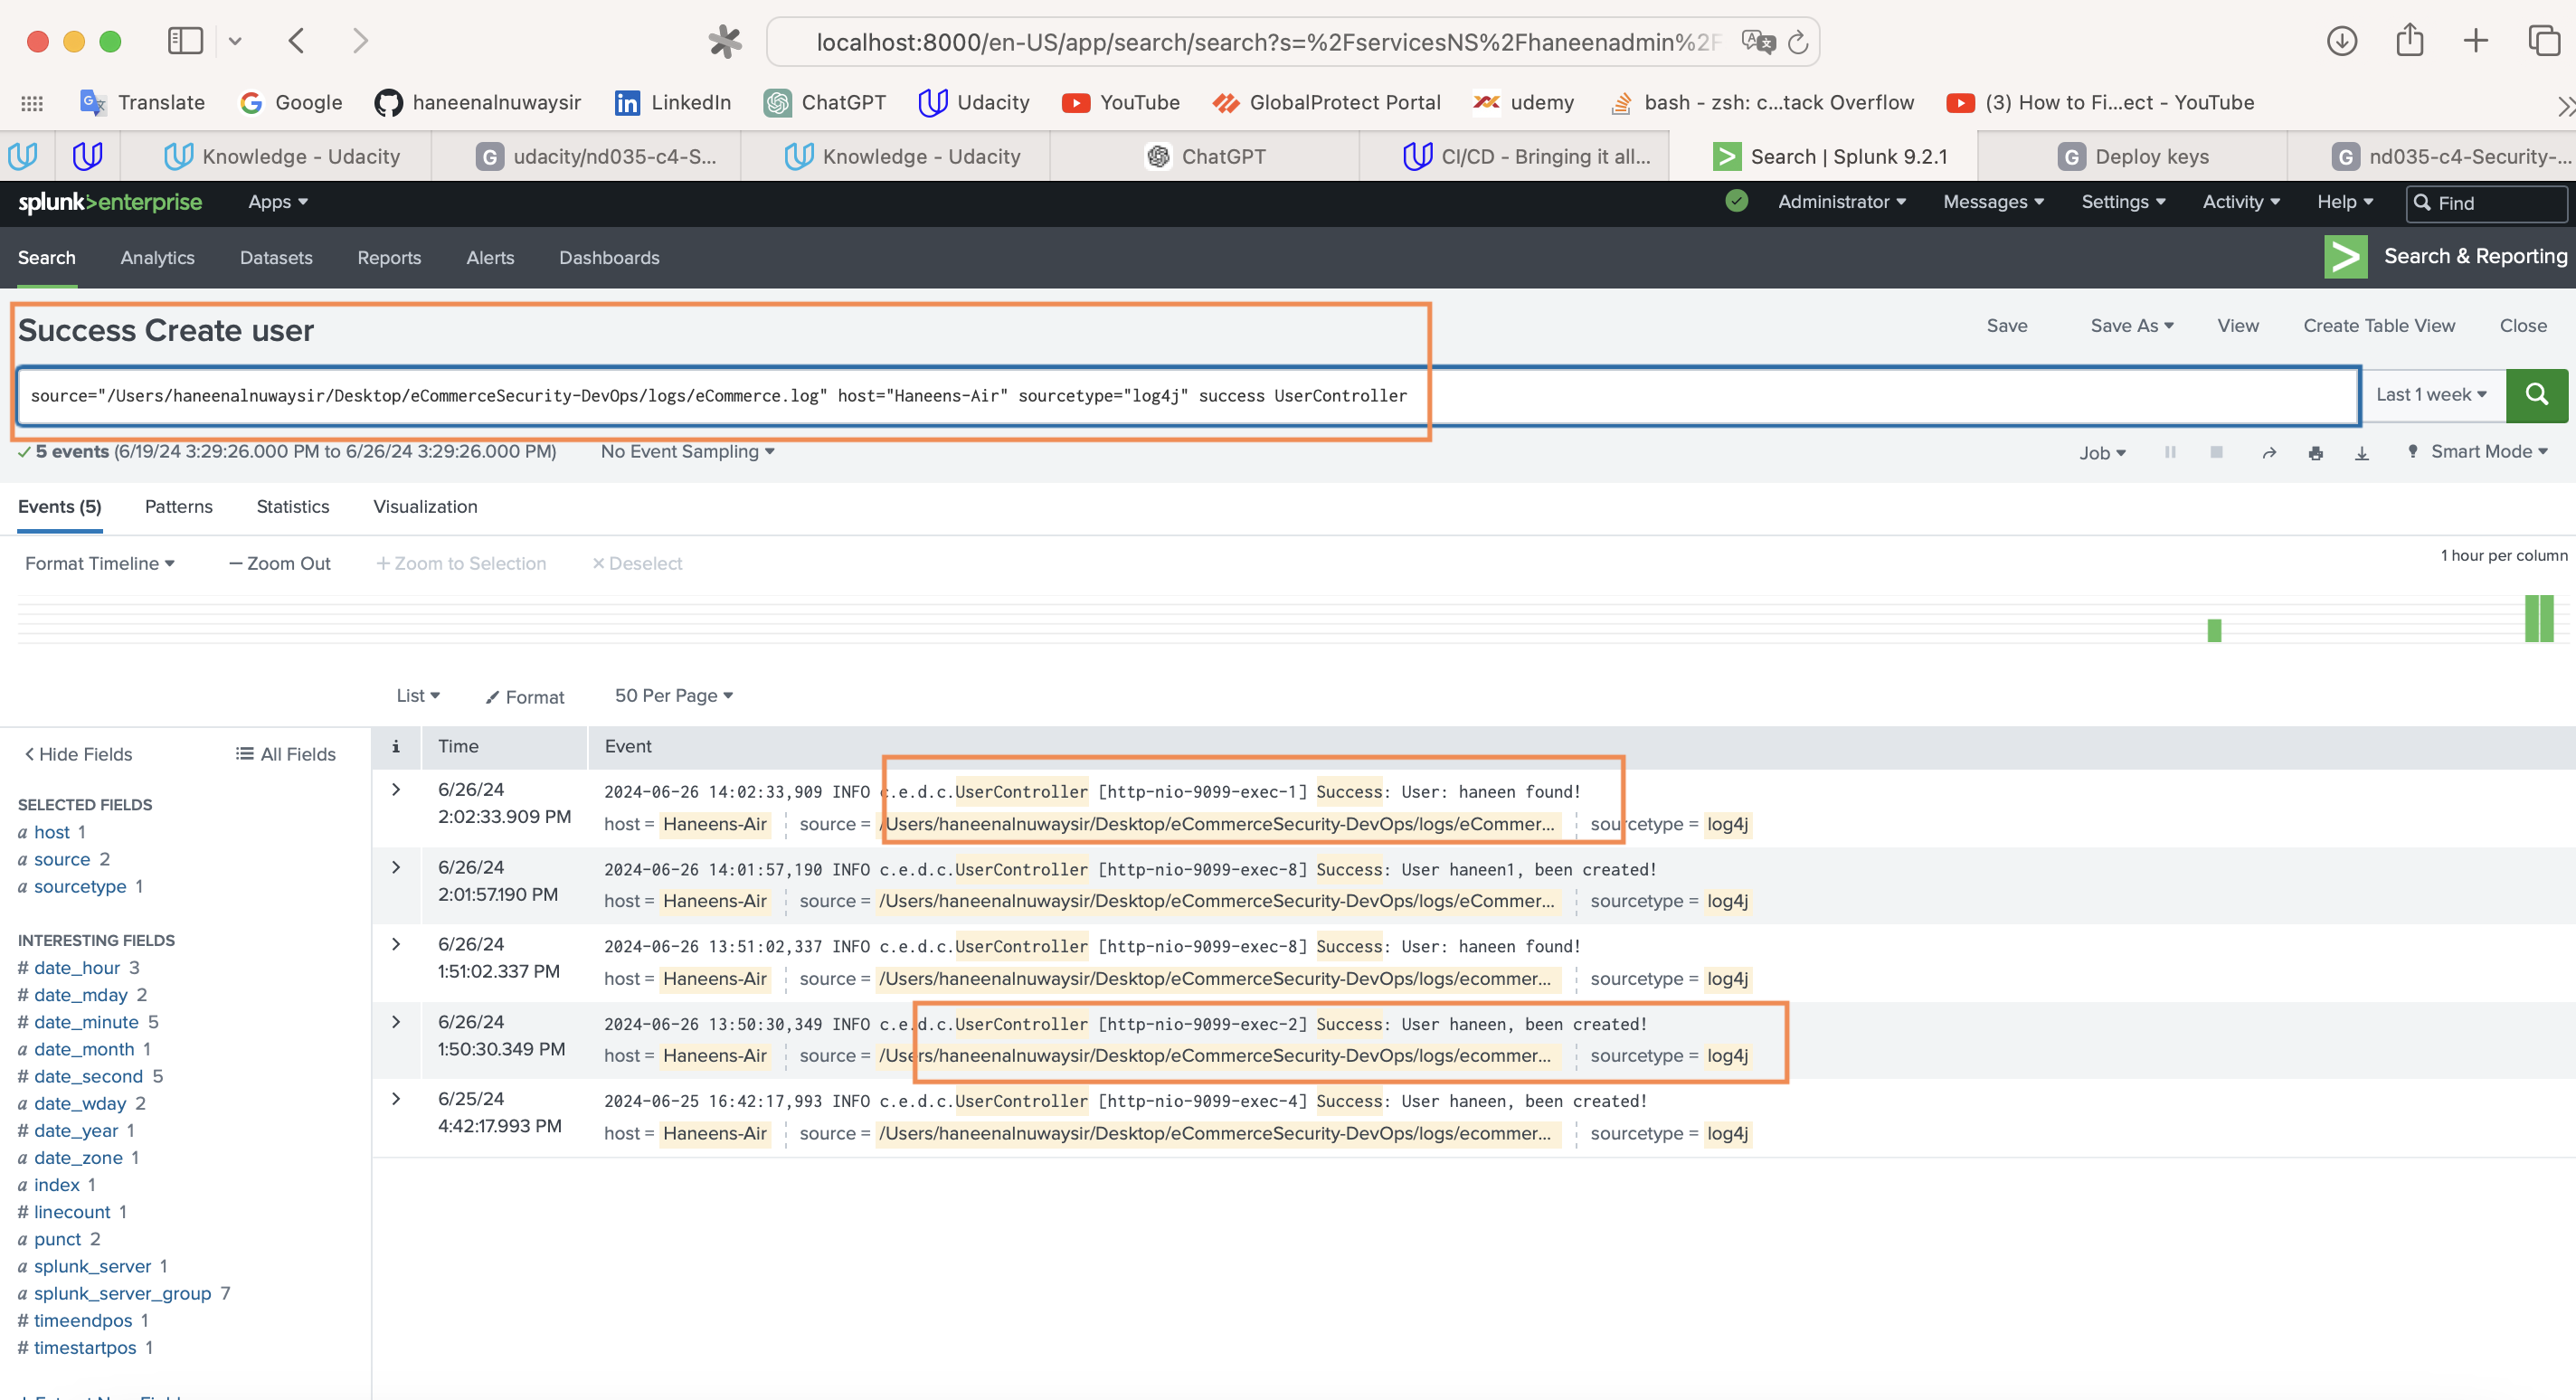 localhost:8000/en-US/app/search/search?s=%2FservicesNS%2Fhaneenadmin%2F
Translate Google haneenalnuwaysir LinkedIn ChatGPT Udacity YouTube GlobalProtect Portal udemy bash - zsh: c...tack Overflow (3) How to Fi...ect - YouTube
Knowledge - Udacity udacity/nd035-c4-S... Knowledge - Udacity ChatGPT CI/CD - Bringing it all... Search | Splunk 9.2.1 Deploy keys nd035-c4-Security-...
splunk>enterprise Apps Administrator Messages Settings Activity Help Find
Search Analytics Datasets Reports Alerts Dashboards Search & Reporting
Success Create user Save Save As View Create Table View Close
source="/Users/haneenalnuwaysir/Desktop/eCommerceSecurity-DevOps/logs/eCommerce.log" host="Haneens-Air" sourcetype="log4j" success UserController Last 1 week
5 events (6/19/24 3:29:26.000 PM to 6/26/24 3:29:26.000 PM) No Event Sampling Job Smart Mode
Events (5) Patterns Statistics Visualization
Format Timeline − Zoom Out + Zoom to Selection × Deselect 1 hour per column
List Format 50 Per Page
Hide Fields All Fields
SELECTED FIELDS
a host 1
a source 2
a sourcetype 1
INTERESTING FIELDS
# date_hour 3
# date_mday 2
# date_minute 5
a date_month 1
# date_second 5
a date_wday 2
# date_year 1
a date_zone 1
a index 1
# linecount 1
a punct 2
a splunk_server 1
a splunk_server_group 7
# timeendpos 1
# timestartpos 1
i Time Event
6/26/24 2024-06-26 14:02:33,909 INFO c.e.d.c.UserController [http-nio-9099-exec-1] Success: User: haneen found!
2:02:33.909 PM host = Haneens-Air source = /Users/haneenalnuwaysir/Desktop/eCommerceSecurity-DevOps/logs/eCommer... sourcetype = log4j
6/26/24 2024-06-26 14:01:57,190 INFO c.e.d.c.UserController [http-nio-9099-exec-8] Success: User haneen1, been created!
2:01:57.190 PM host = Haneens-Air source = /Users/haneenalnuwaysir/Desktop/eCommerceSecurity-DevOps/logs/eCommer... sourcetype = log4j
6/26/24 2024-06-26 13:51:02,337 INFO c.e.d.c.UserController [http-nio-9099-exec-8] Success: User: haneen found!
1:51:02.337 PM host = Haneens-Air source = /Users/haneenalnuwaysir/Desktop/eCommerceSecurity-DevOps/logs/ecommer... sourcetype = log4j
6/26/24 2024-06-26 13:50:30,349 INFO c.e.d.c.UserController [http-nio-9099-exec-2] Success: User haneen, been created!
1:50:30.349 PM host = Haneens-Air source = /Users/haneenalnuwaysir/Desktop/eCommerceSecurity-DevOps/logs/ecommer... sourcetype = log4j
6/25/24 2024-06-25 16:42:17,993 INFO c.e.d.c.UserController [http-nio-9099-exec-4] Success: User haneen, been created!
4:42:17.993 PM host = Haneens-Air source = /Users/haneenalnuwaysir/Desktop/eCommerceSecurity-DevOps/logs/ecommer... sourcetype = log4j